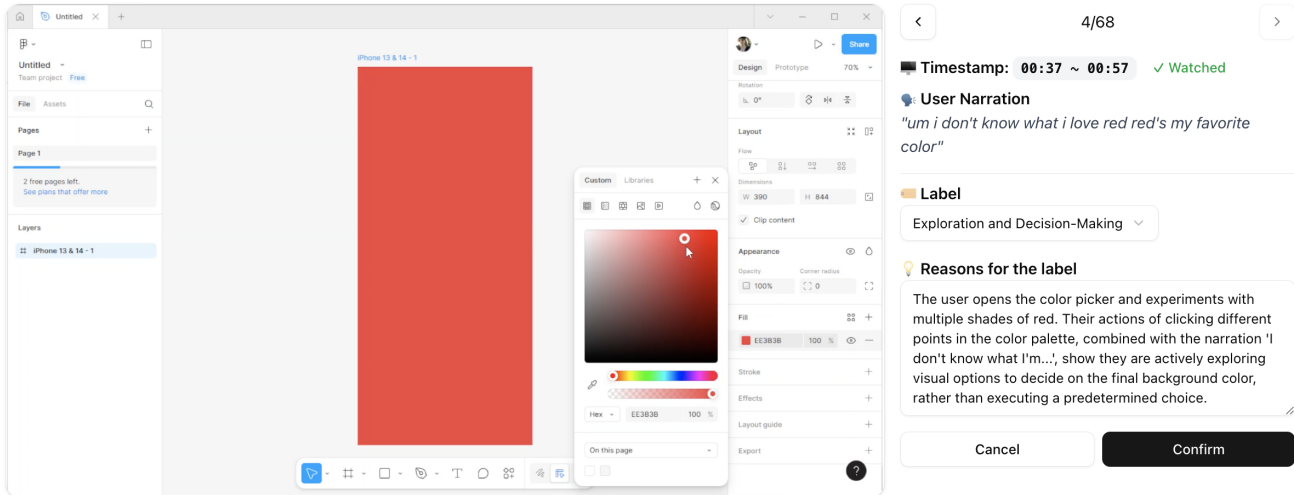 Untitled
Untitled
Team project Free
File Assets
Pages
Page 1
2 free pages left.
See plans that offer more
Layers
iPhone 13 & 14 - 1
iPhone 13 & 14 - 1
Custom Libraries
Hex EE3B3B 100 %
On this page
Share
Design Prototype 70%
Rotation
0°
Layout
Flow
Dimensions
W 390 H 844
Clip content
Appearance
Opacity Corner radius
100% 0
Fill
EE3B3B 100 %
Stroke
Effects
Layout guide
Export
?
4/68
Timestamp: 00:37 ~ 00:57 ✓ Watched
User Narration
"um i don't know what i love red red's my favorite
color"
Label
Exploration and Decision-Making
Reasons for the label
The user opens the color picker and experiments with
multiple shades of red. Their actions of clicking different
points in the color palette, combined with the narration 'I
don't know what I'm...', show they are actively exploring
visual options to decide on the final background color,
rather than executing a predetermined choice.
Cancel Confirm